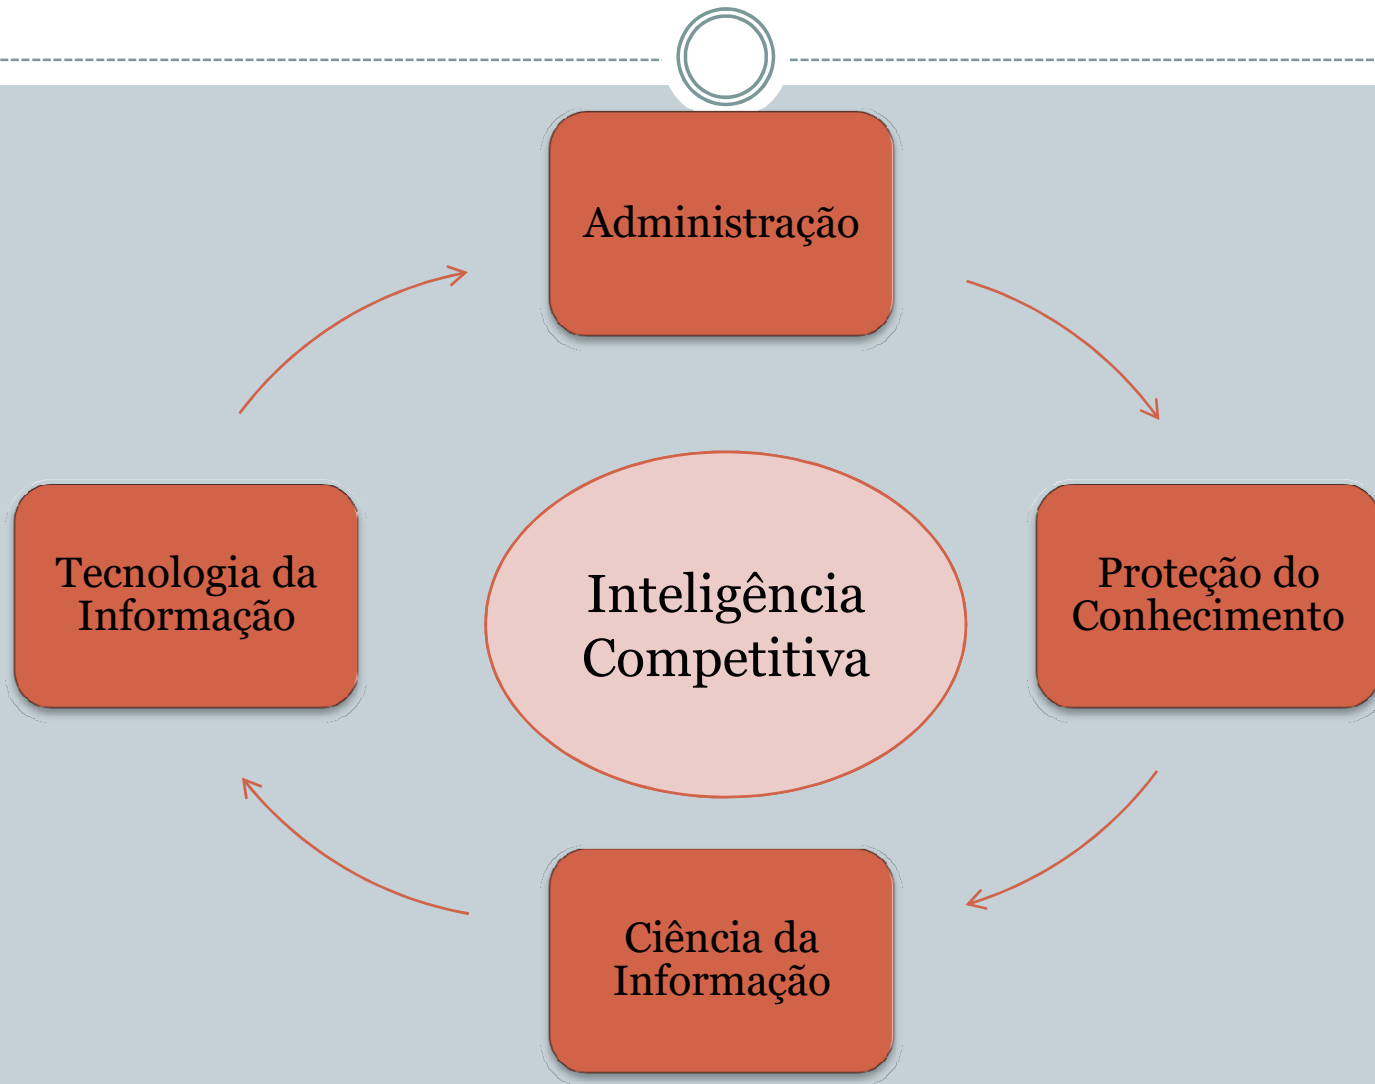 Administração
Tecnologia da
Informação
Inteligência
Competitiva
Proteção do
Conhecimento
Ciência da
Informação